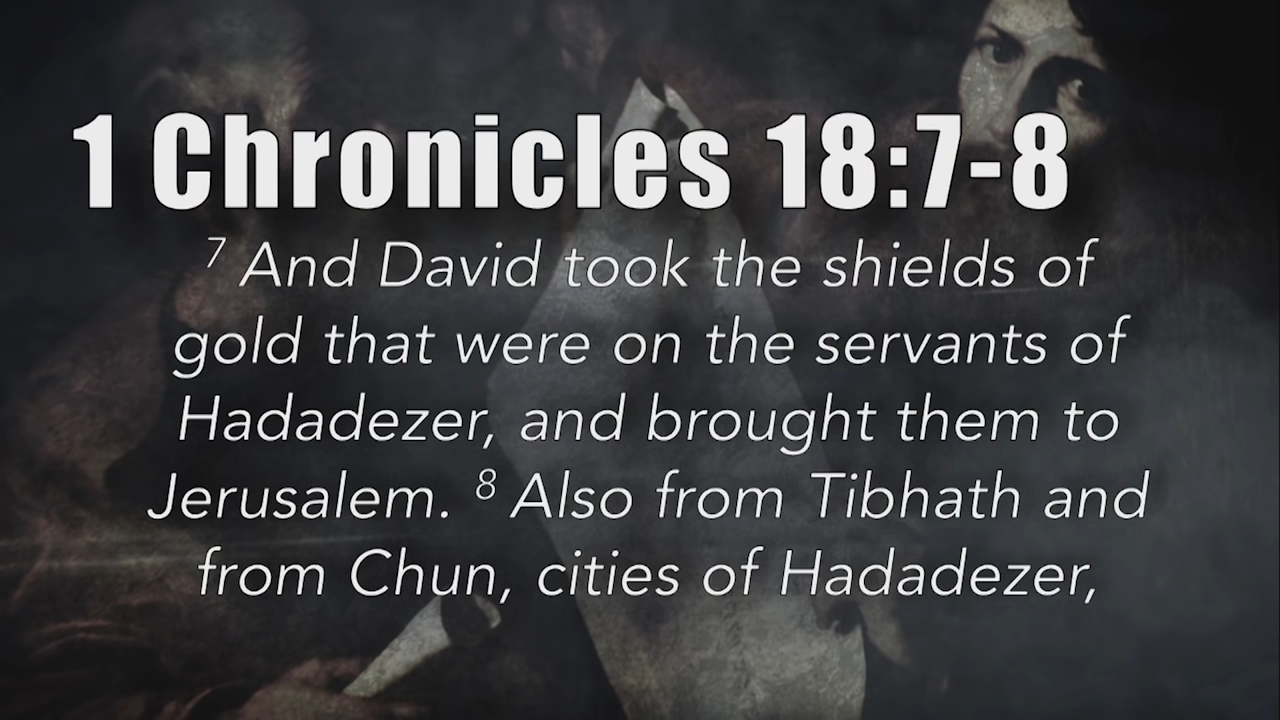 1 Chronicles 18:7-8
7 And David took the shields of
gold that were on the servants of
Hadadezer, and brought them to
Jerusalem. 8 Also from Tibhath and
from Chun, cities of Hadadezer,